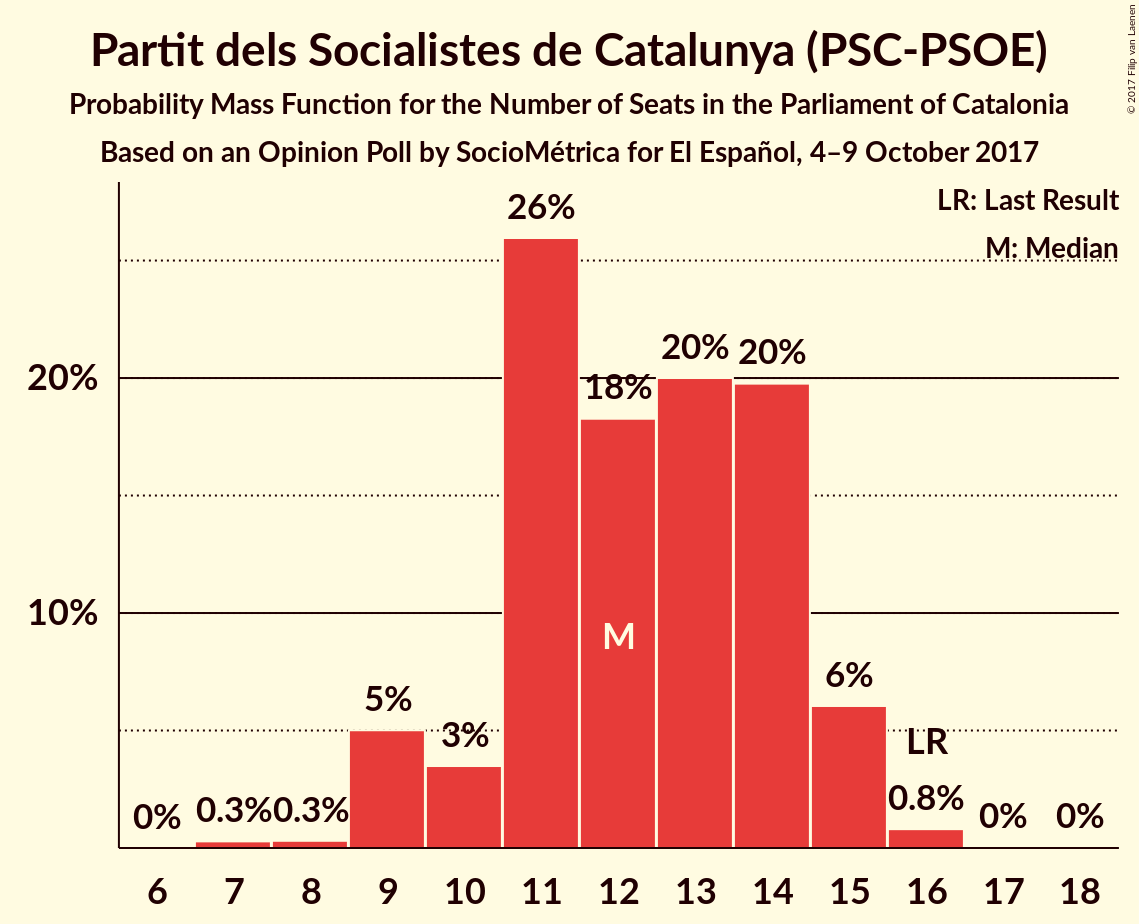 Partit dels Socialistes de Catalunya (PSC-PSOE)
Probability Mass Function for the Number of Seats in the Parliament of Catalonia
Based on an Opinion Poll by SocioMétrica for El Español, 4–9 October 2017
© 2017 Filip van Laenen
LR: Last Result
M: Median
26%
20% 20%
20%
18%
10%
M
6%
5%
3%
LR
0.8%
0% 0.3% 0.3%
0% 0%
6 7 8 9 10 11 12 13 14 15 16 17 18